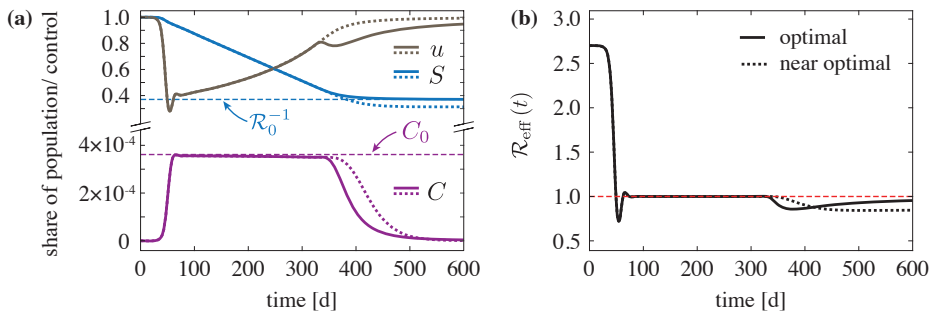 (a)
share of population/ control
1.0
0.8
0.6
0.4
4×10⁻⁴
2×10⁻⁴
0
u
S
R₀⁻¹
C₀
C
0 100 200 300 400 500 600
time [d]
(b)
R_eff (t)
3.0
2.5
2.0
1.5
1.0
0.5
optimal
near optimal
0 100 200 300 400 500 600
time [d]